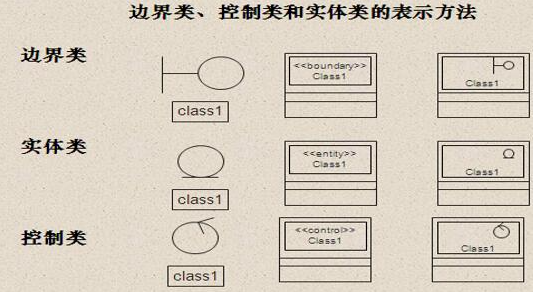 边界类、控制类和实体类的表示方法
边界类
class1
<<boundary>>
Class1
Class1
实体类
class1
<<entity>>
Class1
Class1
控制类
class1
<<control>>
Class1
Class1